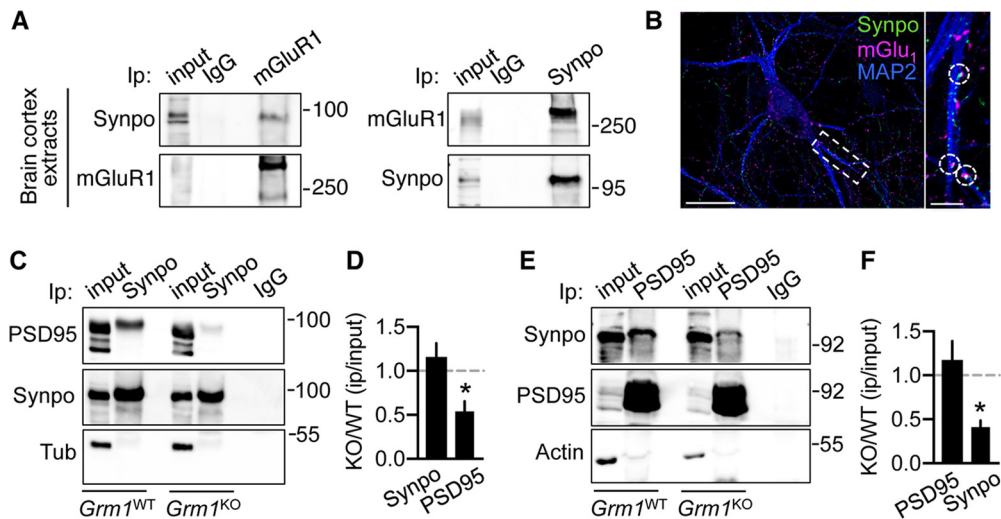 A
Ip: input IgG mGluR1
Brain cortex
extracts
Synpo
-100
mGluR1
-250
Ip: input IgG Synpo
mGluR1
-250
Synpo
-95
B
Synpo
mGlu1
MAP2
C
Ip: input Synpo input Synpo IgG
PSD95
-100
Synpo
-100
Tub
-55
Grm1WT Grm1KO
D
KO/WT (ip/input)
1.5
1.0
0.5
0.0
*
Synpo
PSD95
E
Ip: input PSD95 input PSD95 IgG
Synpo
92
PSD95
92
Actin
55
Grm1WT Grm1KO
F
KO/WT (ip/input)
1.5
1.0
0.5
0.0
*
PSD95
Synpo